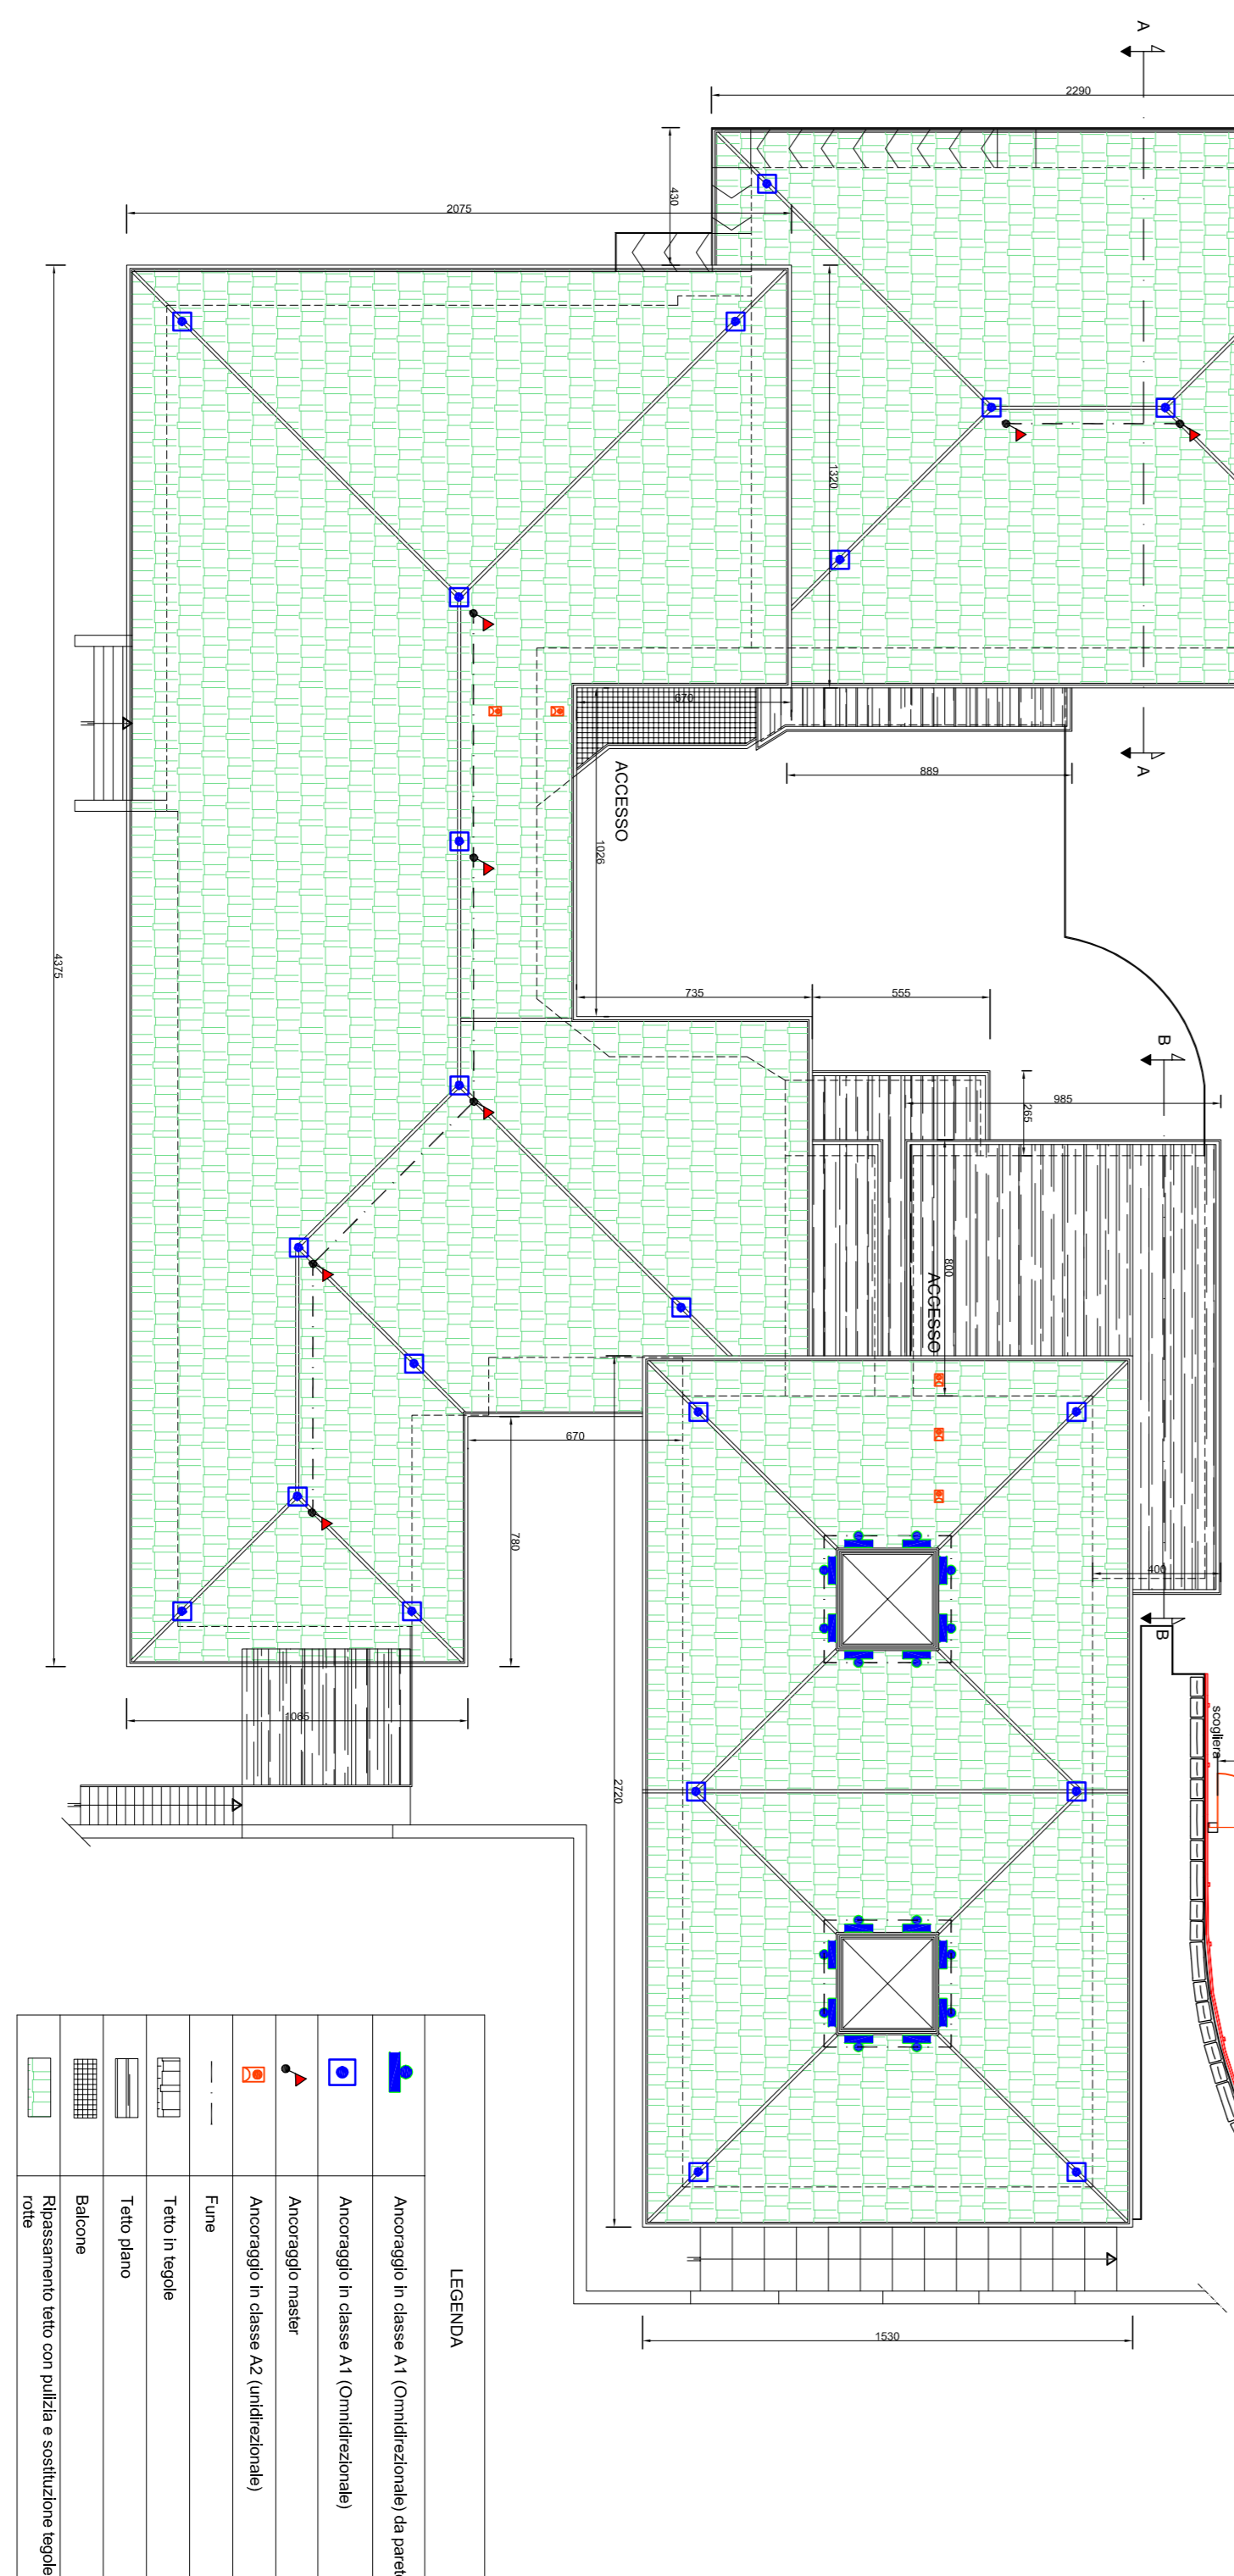 A
2290
430
2075
1320
670
A
889
ACCESSO
1026
4375
735
555
B
985
265
800
ACCESSO
670
780
400
B
1065
scogliera
2720
1530
LEGENDA
Ancoraggio in classe A1 (Omnidirezionale) da parete
Ancoraggio in classe A1 (Omnidirezionale)
Ancoraggio master
Ancoraggio in classe A2 (unidirezionale)
Fune
Tetto in tegole
Tetto plano
Balcone
Ripassamento tetto con pulizia e sostituzione tegole
rotte